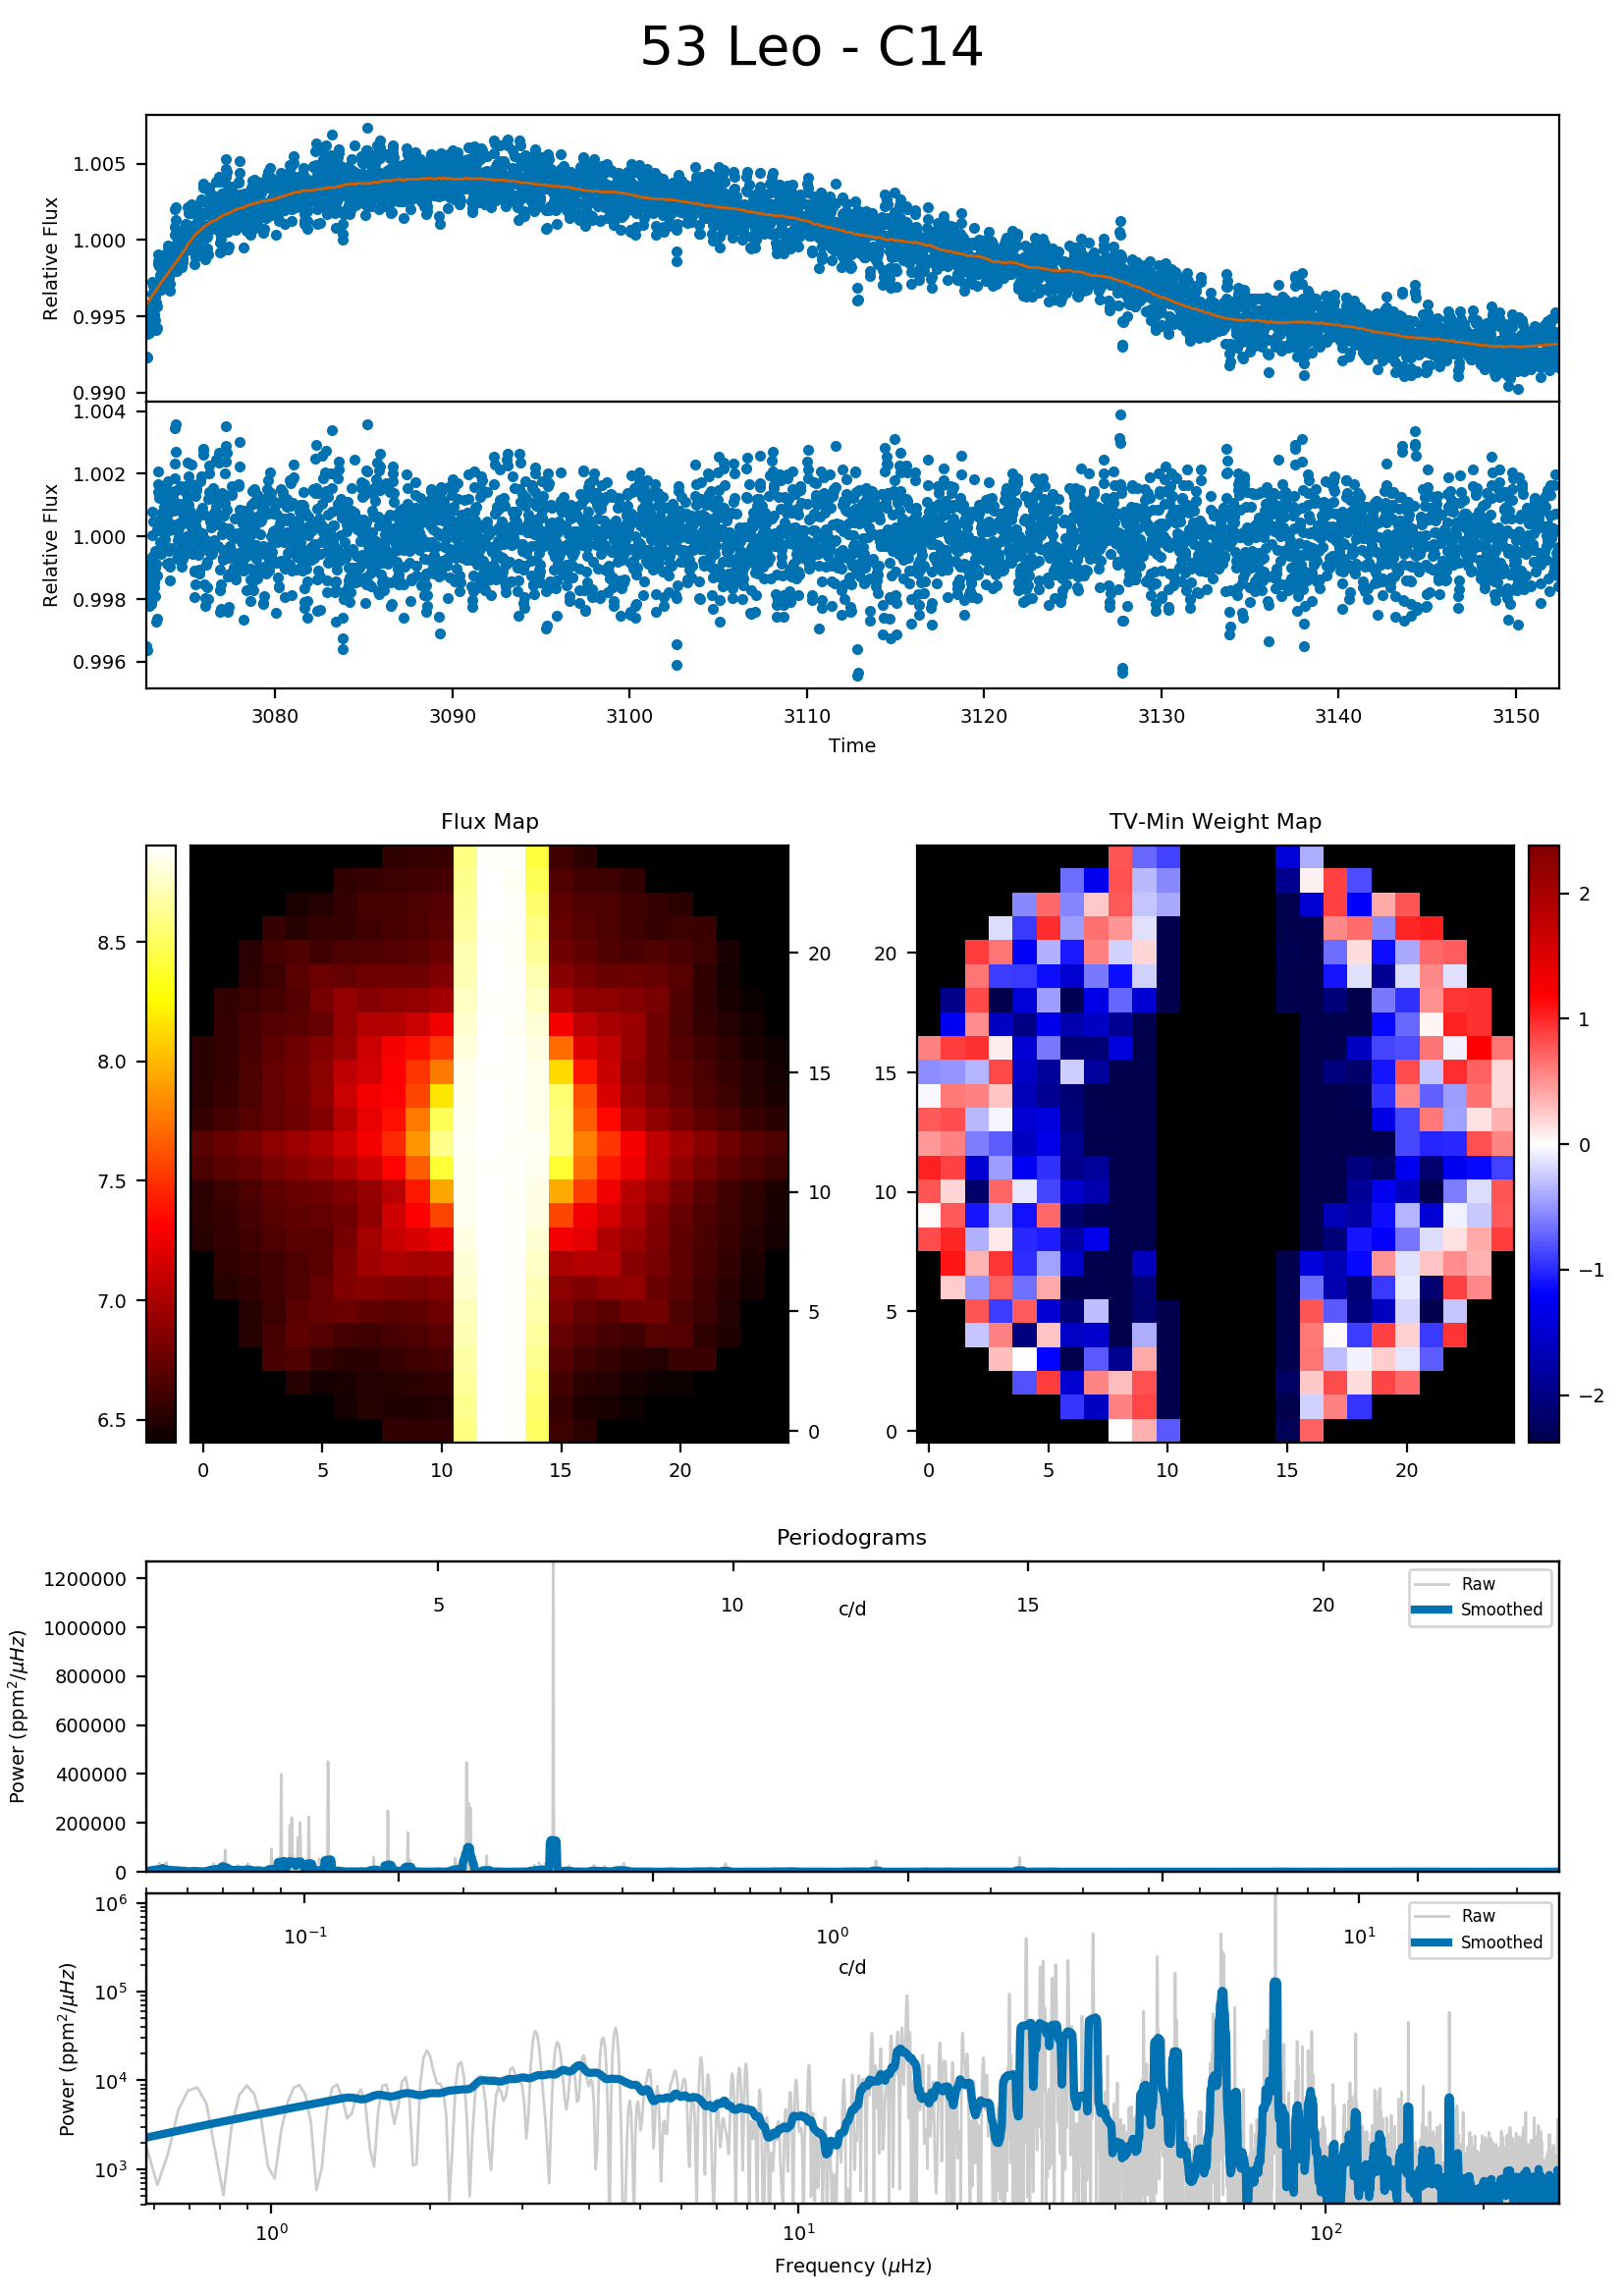 53 Leo - C14
1.005
1.000
0.995
0.990
Relative Flux
1.004
1.002
1.000
0.998
0.996
Relative Flux
3080 3090 3100 3110 3120 3130 3140 3150
Time
Flux Map
8.5
8.0
7.5
7.0
6.5
20
15
10
5
0
0 5 10 15 20
TV-Min Weight Map
20
15
10
5
0
0 5 10 15 20
2
1
0
−1
−2
Periodograms
1200000
1000000
800000
600000
400000
200000
0
Power (ppm²/μHz)
5 10 15 20
c/d
Raw
Smoothed
10⁶
10⁵
10⁴
10³
Power (ppm²/μHz)
10⁻¹ 10⁰ 10¹
c/d
Raw
Smoothed
10⁰ 10¹ 10²
Frequency (μHz)